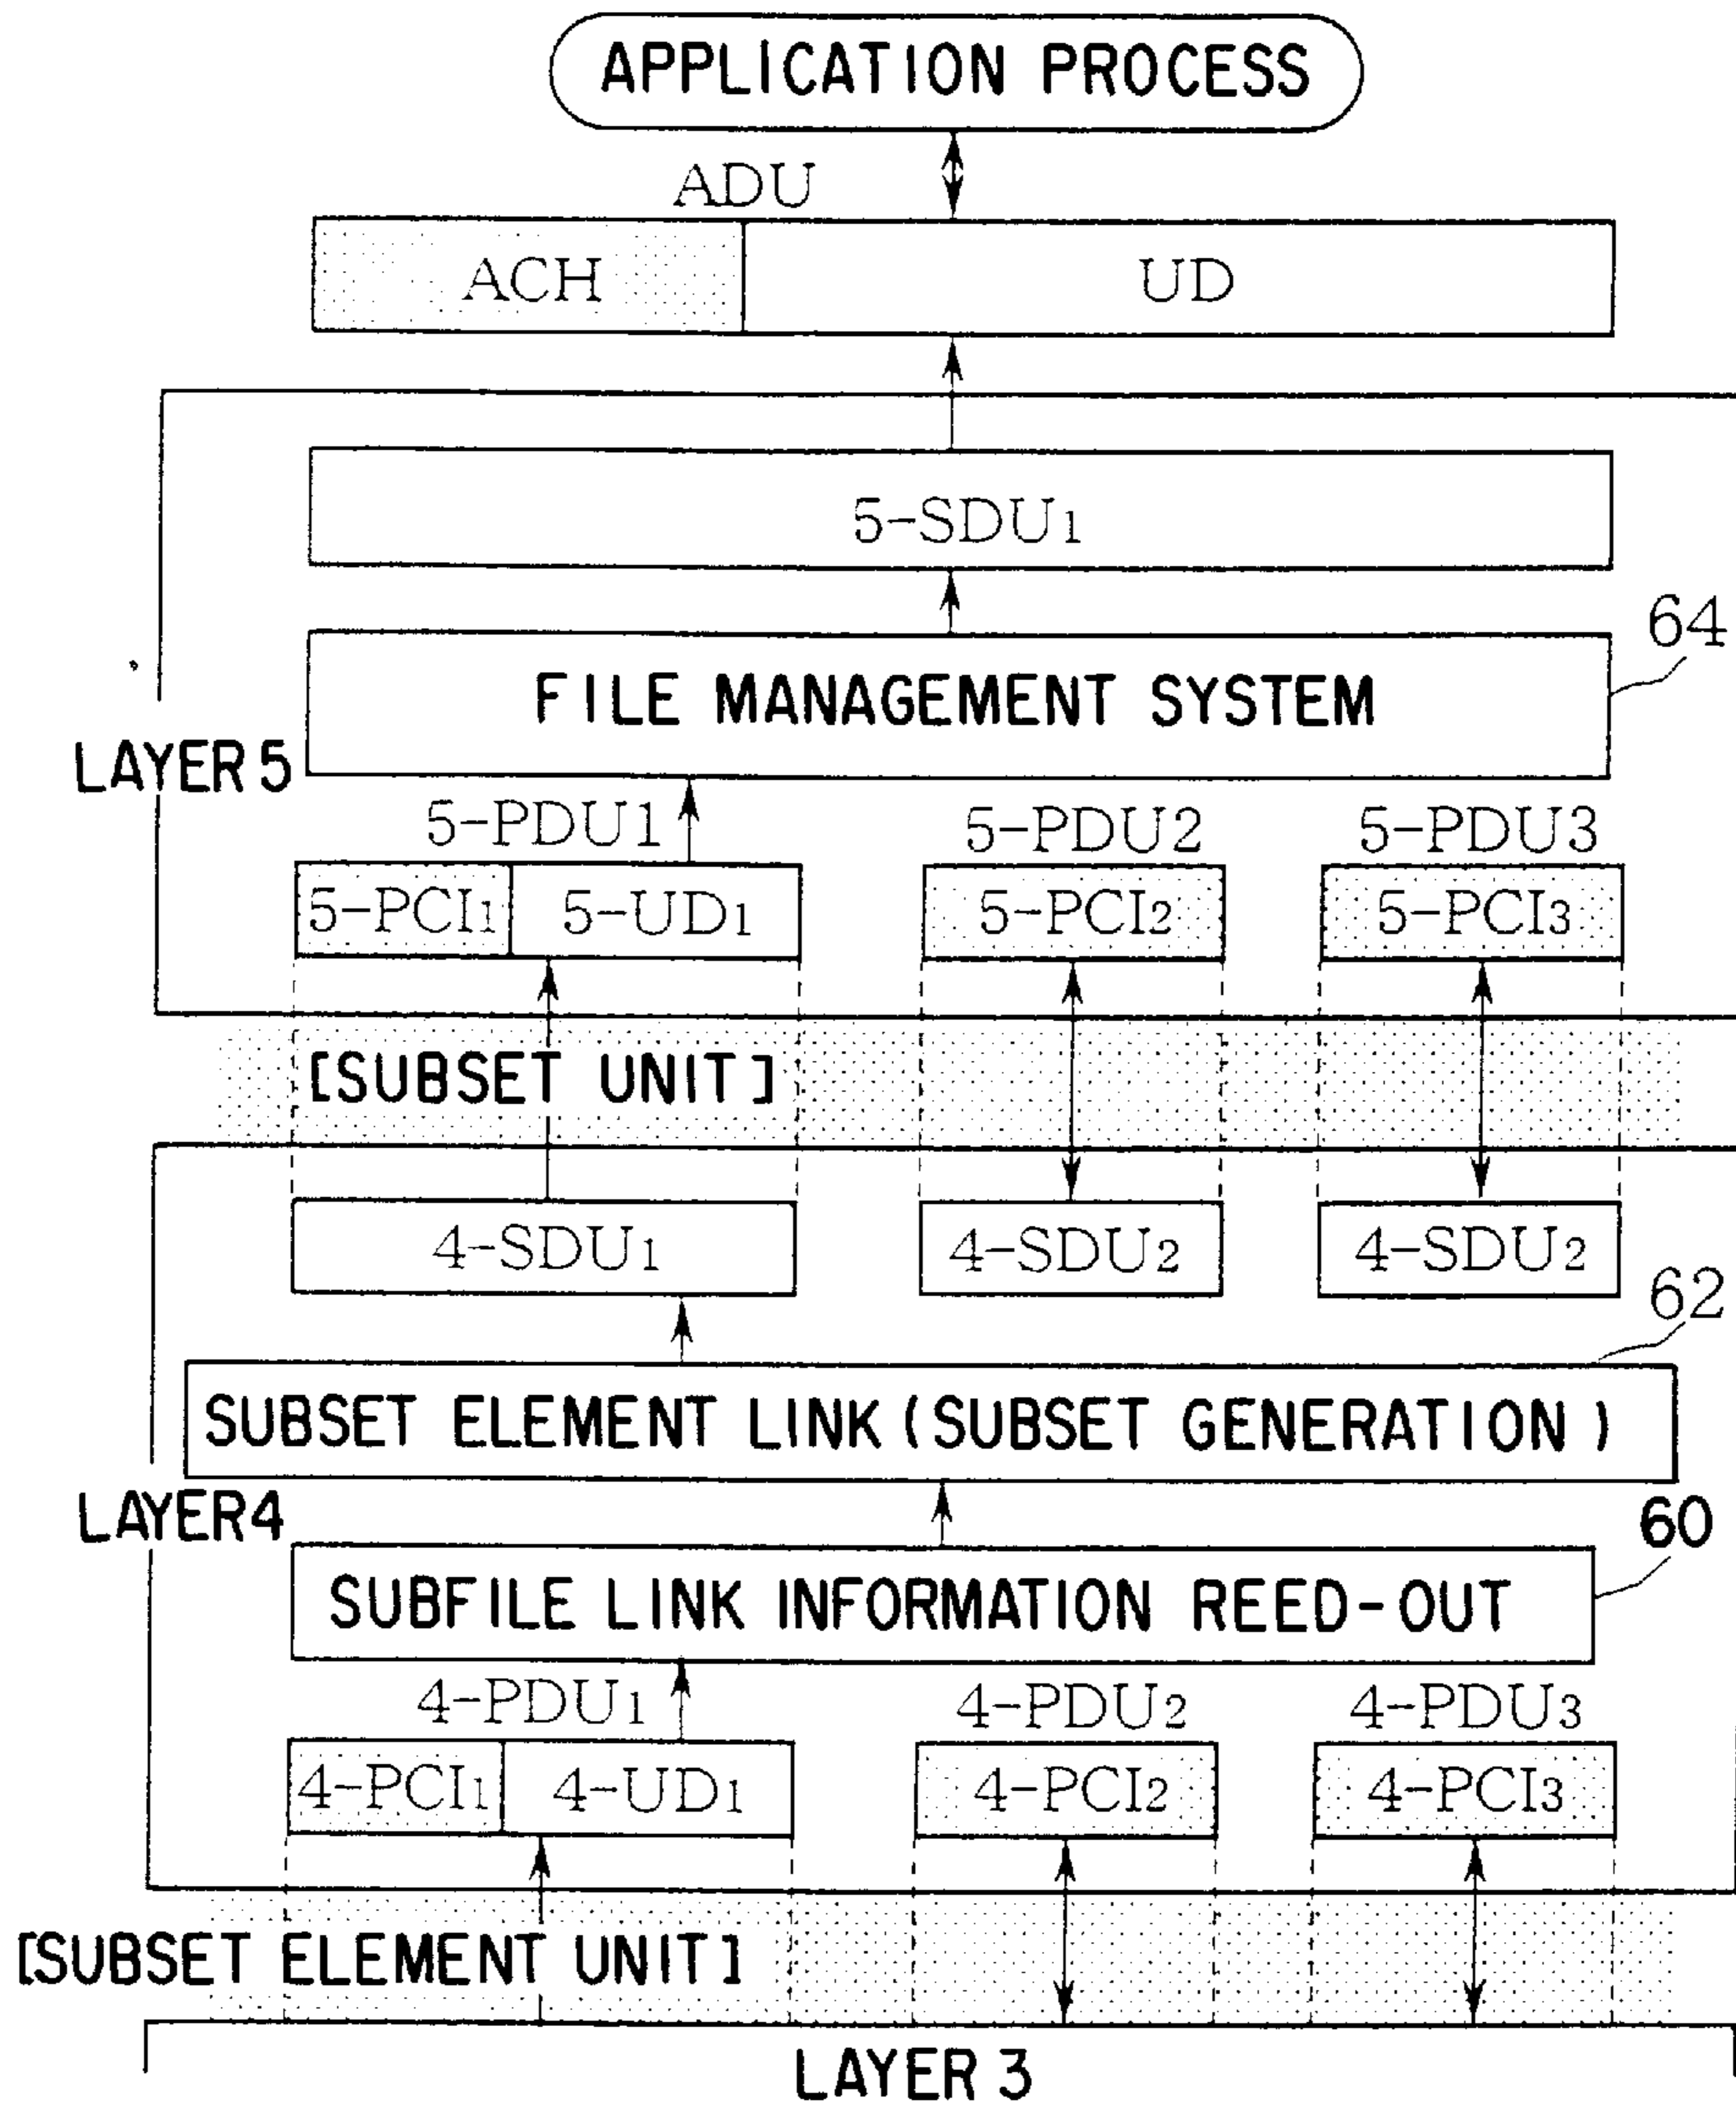 APPLICATION PROCESS
ADU
ACH UD
5-SDU1
64
FILE MANAGEMENT SYSTEM
LAYER 5
5-PDU1 5-PDU2 5-PDU3
5-PCI1 5-UD1 5-PCI2 5-PCI3
[SUBSET UNIT]
4-SDU1 4-SDU2 4-SDU2
62
SUBSET ELEMENT LINK (SUBSET GENERATION)
LAYER4
60
SUBFILE LINK INFORMATION REED-OUT
4-PDU1 4-PDU2 4-PDU3
4-PCI1 4-UD1 4-PCI2 4-PCI3
[SUBSET ELEMENT UNIT]
LAYER 3